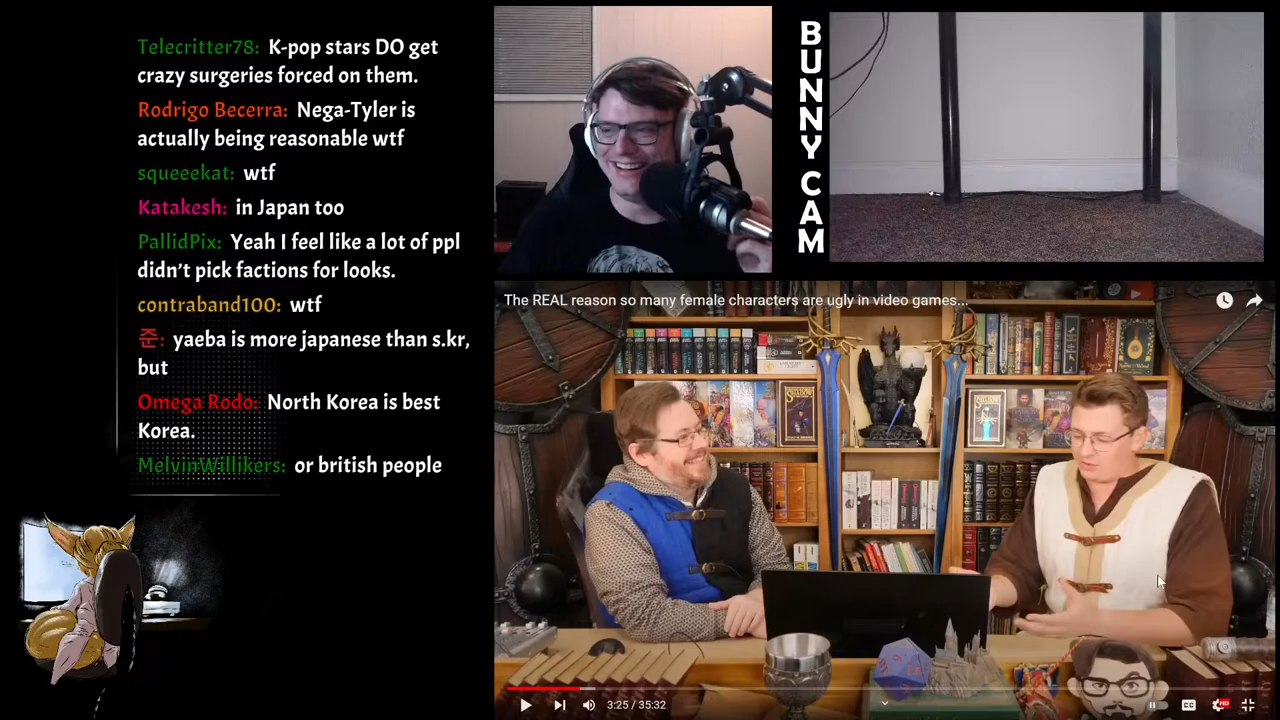 Telecritter78: K-pop stars DO get
crazy surgeries forced on them.
Rodrigo Becerra: Nega-Tyler is
actually being reasonable wtf
squeeekat: wtf
Katakesh: in Japan too
PallidPix: Yeah I feel like a lot of ppl
didn't pick factions for looks.
contraband100: wtf
준: yaeba is more japanese than s.kr,
but
Omega Rodo: North Korea is best
Korea.
MelvinWillikers: or british people
BUNNY CAM
The REAL reason so many female characters are ugly in video games...
SHADOW
3:25 / 35:32
CC
HD